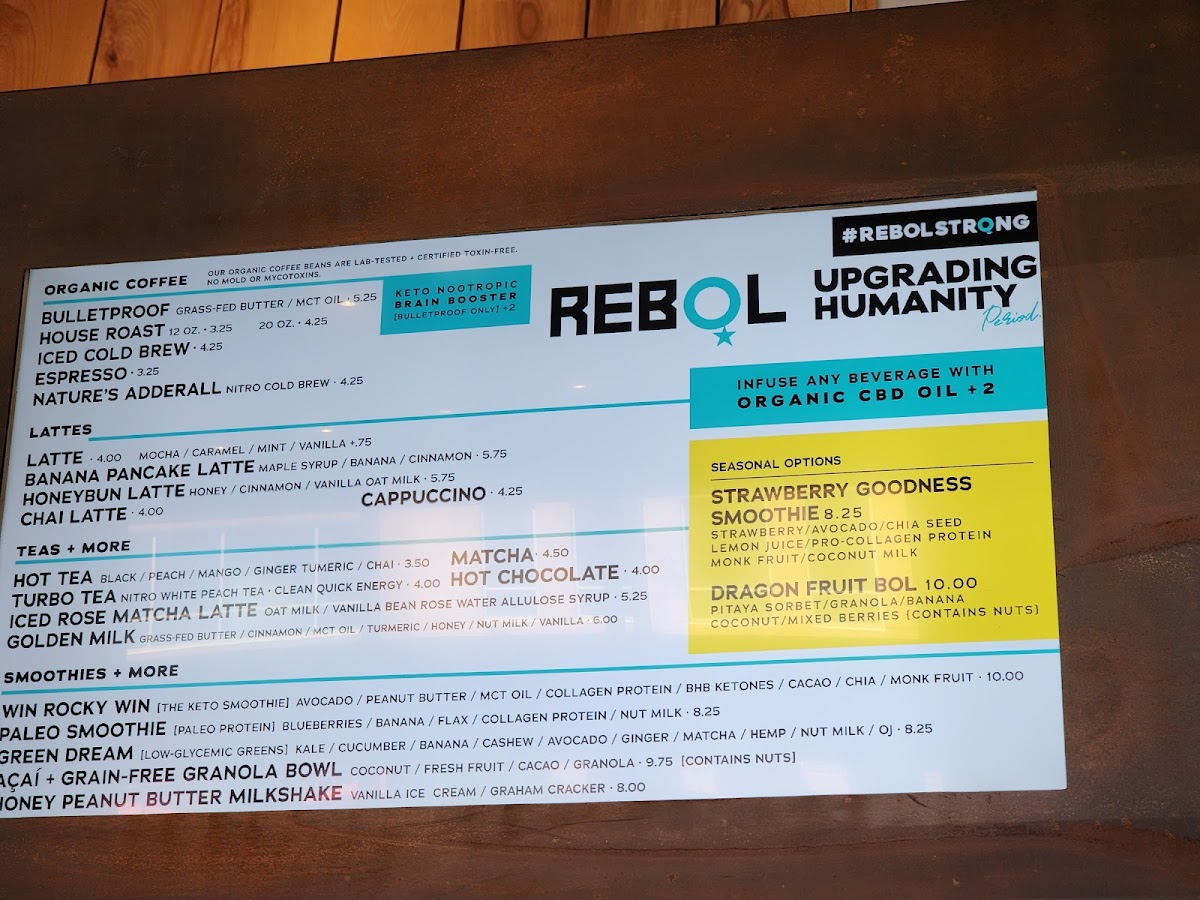 ORGANIC COFFEE
OUR ORGANIC COFFEE BEANS ARE LAB-TESTED + CERTIFIED TOXIN-FREE.
NO MOLD OR MYCOTOXINS.
BULLETPROOF GRASS-FED BUTTER / MCT OIL · 5.25
HOUSE ROAST 12 OZ. · 3.25 20 OZ. · 4.25
ICED COLD BREW · 4.25
ESPRESSO · 3.25
NATURE'S ADDERALL NITRO COLD BREW · 4.25
KETO NOOTROPIC
BRAIN BOOSTER
[BULLETPROOF ONLY] +2
REBOL
#REBOLSTRONG
UPGRADING
HUMANITY
Period.
INFUSE ANY BEVERAGE WITH
ORGANIC CBD OIL +2
LATTES
LATTE · 4.00 MOCHA / CARAMEL / MINT / VANILLA +.75
BANANA PANCAKE LATTE MAPLE SYRUP / BANANA / CINNAMON · 5.75
HONEYBUN LATTE HONEY / CINNAMON / VANILLA OAT MILK · 5.75
CHAI LATTE · 4.00
CAPPUCCINO · 4.25
SEASONAL OPTIONS
STRAWBERRY GOODNESS
SMOOTHIE 8.25
STRAWBERRY/AVOCADO/CHIA SEED
LEMON JUICE/PRO-COLLAGEN PROTEIN
MONK FRUIT/COCONUT MILK
DRAGON FRUIT BOL 10.00
PITAYA SORBET/GRANOLA/BANANA
COCONUT/MIXED BERRIES {CONTAINS NUTS}
TEAS + MORE
HOT TEA BLACK / PEACH / MANGO / GINGER TUMERIC / CHAI · 3.50
TURBO TEA NITRO WHITE PEACH TEA · CLEAN QUICK ENERGY · 4.00
MATCHA · 4.50
HOT CHOCOLATE · 4.00
ICED ROSE MATCHA LATTE OAT MILK / VANILLA BEAN ROSE WATER ALLULOSE SYRUP · 5.25
GOLDEN MILK GRASS-FED BUTTER / CINNAMON / MCT OIL / TURMERIC / HONEY / NUT MILK / VANILLA · 6.00
SMOOTHIES + MORE
WIN ROCKY WIN [THE KETO SMOOTHIE] AVOCADO / PEANUT BUTTER / MCT OIL / COLLAGEN PROTEIN / BHB KETONES / CACAO / CHIA / MONK FRUIT · 10.00
PALEO SMOOTHIE [PALEO PROTEIN] BLUEBERRIES / BANANA / FLAX / COLLAGEN PROTEIN / NUT MILK · 8.25
GREEN DREAM [LOW-GLYCEMIC GREENS] KALE / CUCUMBER / BANANA / CASHEW / AVOCADO / GINGER / MATCHA / HEMP / NUT MILK / OJ · 8.25
AÇAÍ + GRAIN-FREE GRANOLA BOWL COCONUT / FRESH FRUIT / CACAO / GRANOLA · 9.75 [CONTAINS NUTS]
HONEY PEANUT BUTTER MILKSHAKE VANILLA ICE CREAM / GRAHAM CRACKER · 8.00